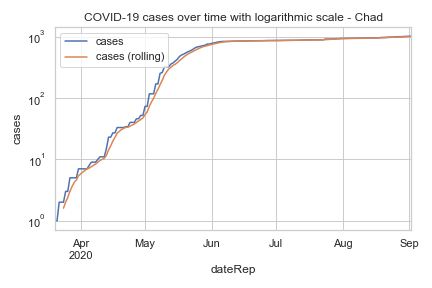 COVID-19 cases over time with logarithmic scale - Chad
cases
cases (rolling)
10³
10²
10¹
10⁰
cases
Apr May Jun Jul Aug Sep
2020
dateRep